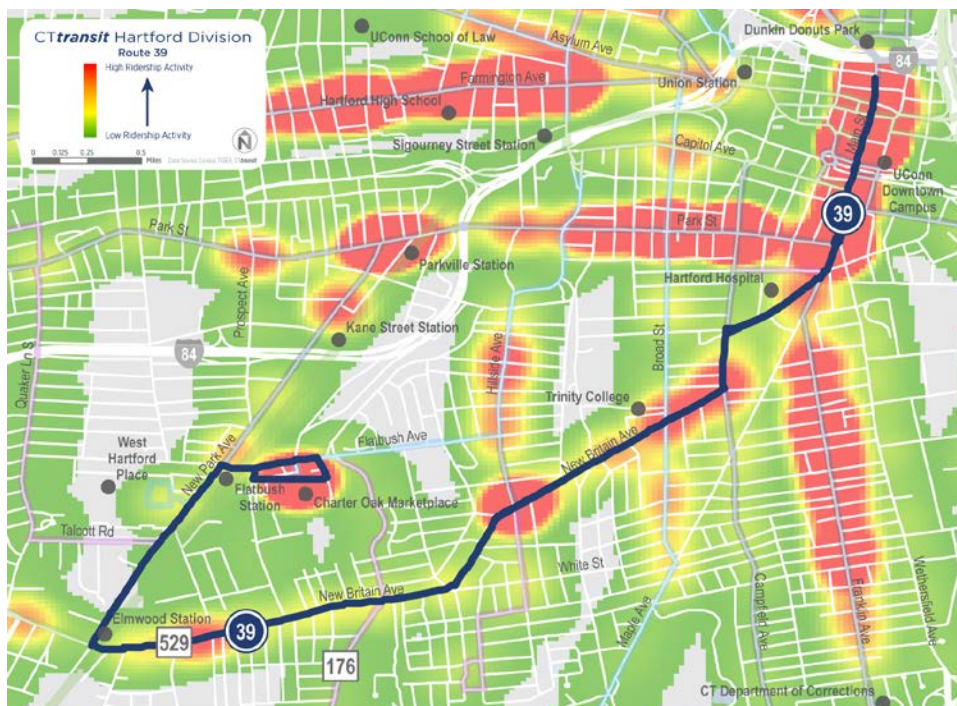 CTtransit Hartford Division
Route 39
High Ridership Activity
Low Ridership Activity
N
0 0.125 0.25 0.5
Miles
UConn School of Law
Asylum Ave
Dunkin Donuts Park
84
Farmington Ave
Union Station
Hartford High School
Sigourney Street Station
Capitol Ave
Main St
UConn
Downtown
Campus
39
Park St
Park St
Parkville Station
Hartford Hospital
Prospect Ave
Kane Street Station
84
Quaker Ln S
Hillside Ave
Broad St
Trinity College
West
Hartford
Place
New Park Ave
Flatbush Ave
New Britain Ave
Flatbush
Station
Charter Oak Marketplace
Talcott Rd
White St
New Britain Ave
Elmwood Station
529
39
176
Maple Ave
Campfield Ave
Franklin Ave
Wethersfield Ave
CT Department of Corrections